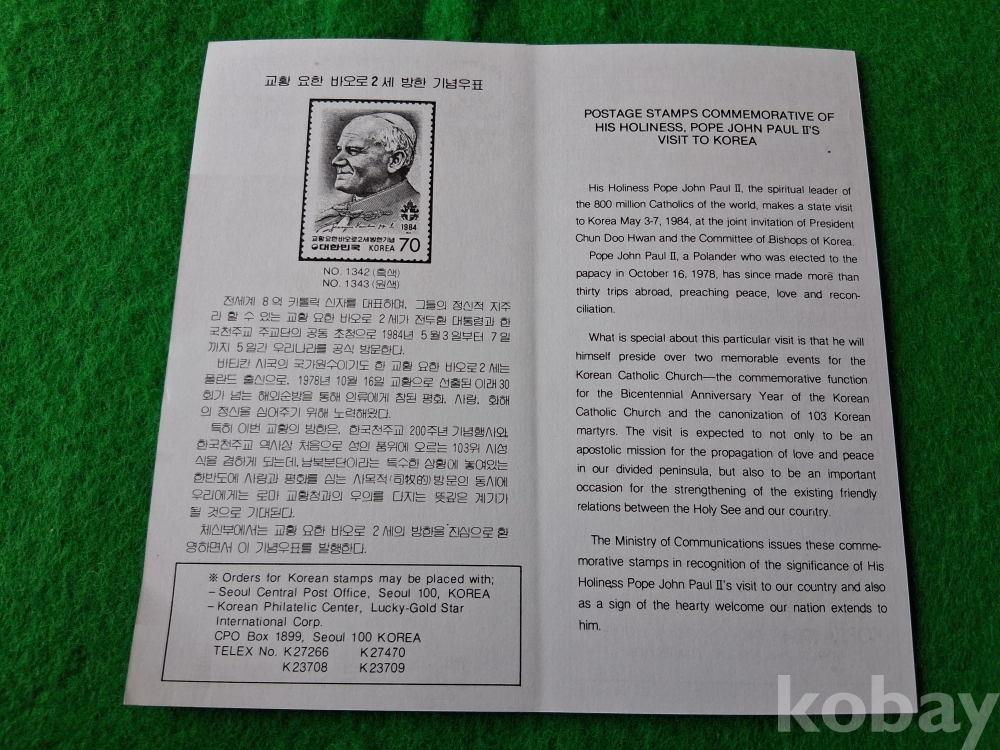 교황 요한 바오로 2세 방한 기념우표
1984
교황요한바오로2세방한기념
대한민국 KOREA 70
NO. 1342 (흑색)
NO. 1343 (원색)
전세계 8억 카톨릭 신자를 대표하며, 그들의 정신적 지주
라 할 수 있는 교황 요한 바오로 2세가 전두환 대통령과 한
국천주교 주교단의 공동 초청으로 1984년 5월 3일부터 7일
까지 5일간 우리나라를 공식 방문한다.
바티칸 시국의 국가원수이기도 한 교황 요한 바오로 2세는
폴란드 출신으로, 1978년 10월 16일 교황으로 선출된 이래 30
회가 넘는 해외순방을 통해 인류에게 참된 평화, 사랑, 화해
의 정신을 심어주기 위해 노력해왔다.
특히 이번 교황의 방한은, 한국천주교 200주년 기념행사와
한국천주교 역사상 처음으로 성인 품위에 오르는 103위 시성
식을 겸하게 되는데, 남북분단이라는 특수한 상황에 놓여있는
한반도에 사랑과 평화를 심는 사목적(司牧的) 방문인 동시에
우리에게는 로마 교황청과의 우의를 다지는 뜻깊은 계기가
될 것으로 기대된다.
체신부에서는 교황 요한 바오로 2세의 방한을 진심으로 환
영하면서 이 기념우표를 발행한다.
※ Orders for Korean stamps may be placed with;
– Seoul Central Post Office, Seoul 100, KOREA
– Korean Philatelic Center, Lucky-Gold Star
International Corp.
CPO Box 1899, Seoul 100 KOREA
TELEX No. K27266 K27470
K23708 K23709
POSTAGE STAMPS COMMEMORATIVE OF
HIS HOLINESS, POPE JOHN PAUL II'S
VISIT TO KOREA
His Holiness Pope John Paul II, the spiritual leader of
the 800 million Catholics of the world, makes a state visit
to Korea May 3-7, 1984, at the joint invitation of President
Chun Doo Hwan and the Committee of Bishops of Korea.
Pope John Paul II, a Polander who was elected to the
papacy in October 16, 1978, has since made more than
thirty trips abroad, preaching peace, love and recon-
ciliation.
What is special about this particular visit is that he will
himself preside over two memorable events for the
Korean Catholic Church—the commemorative function
for the Bicentennial Anniversary Year of the Korean
Catholic Church and the canonization of 103 Korean
martyrs. The visit is expected to not only to be an
apostolic mission for the propagation of love and peace
in our divided peninsula, but also to be an important
occasion for the strengthening of the existing friendly
relations between the Holy See and our country.
The Ministry of Communications issues these comme-
morative stamps in recognition of the significance of His
Holiness Pope John Paul II's visit to our country and also
as a sign of the hearty welcome our nation extends to
him.
kobay